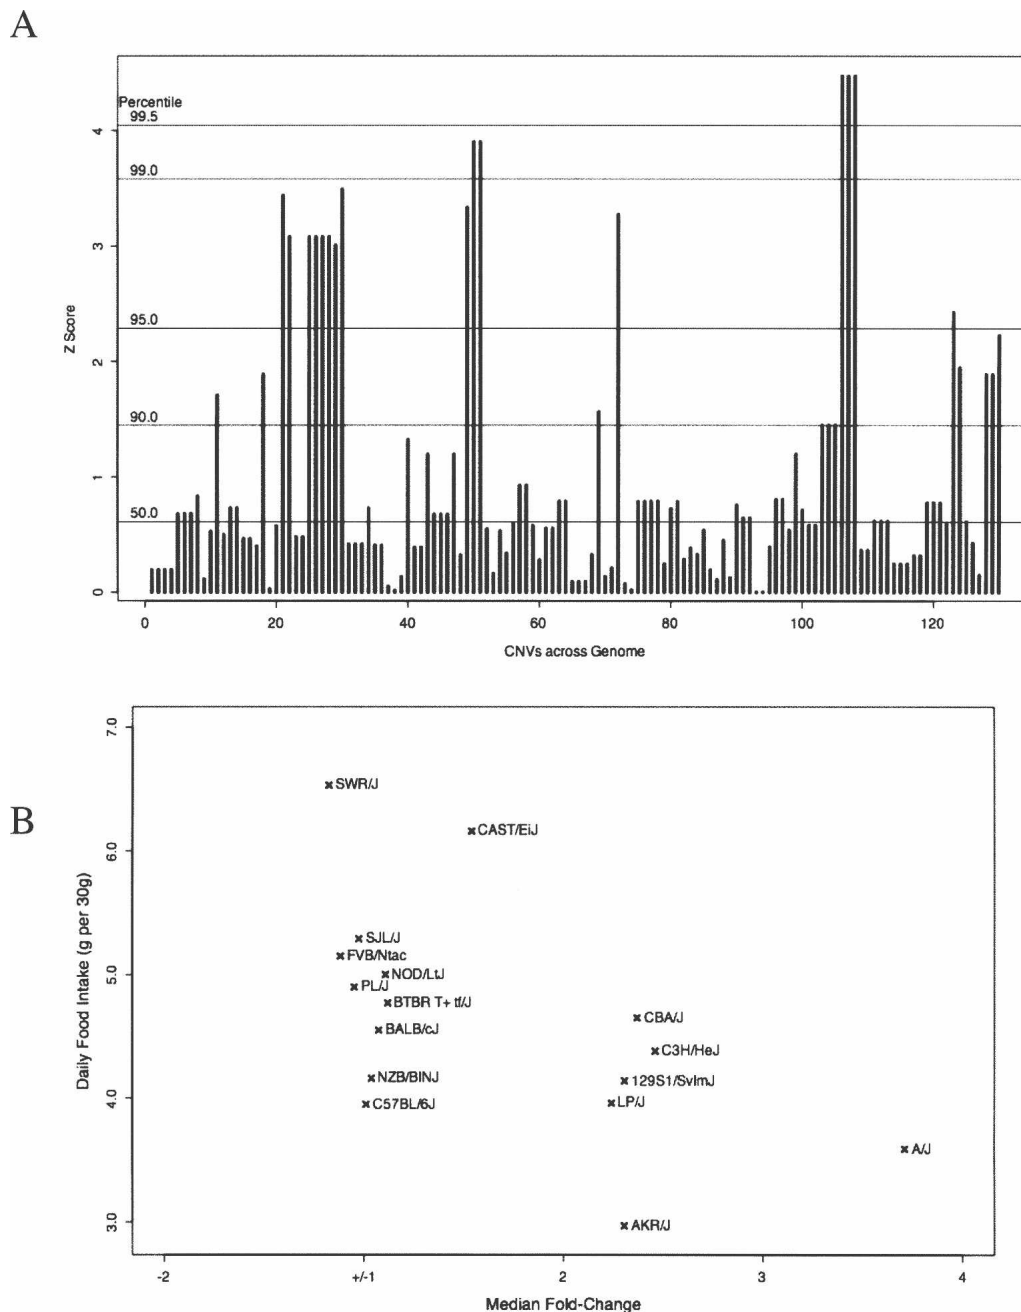 A
Percentile
99.5
99.0
95.0
90.0
50.0
4
3
2
1
0
Z Score
0 20 40 60 80 100 120
CNVs across Genome
B
7.0
6.0
5.0
4.0
3.0
Daily Food Intake (g per 30g)
SWR/J
CAST/EiJ
SJL/J
FVB/Ntac
NOD/LtJ
PL/J
BTBR T+ tf/J
CBA/J
BALB/cJ
C3H/HeJ
NZB/BINJ
129S1/SvImJ
C57BL/6J
LP/J
A/J
AKR/J
-2 +/-1 2 3 4
Median Fold-Change